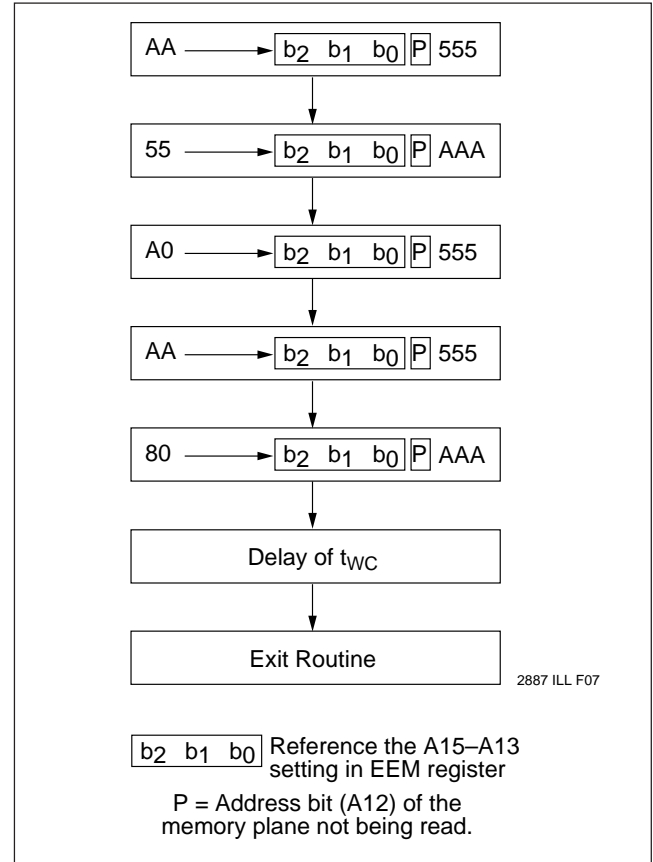 AA b2 b1 b0 P 555
55 b2 b1 b0 P AAA
A0 b2 b1 b0 P 555
AA b2 b1 b0 P 555
80 b2 b1 b0 P AAA
Delay of tWC
Exit Routine
2887 ILL F07
b2 b1 b0 Reference the A15–A13
setting in EEM register
P = Address bit (A12) of the
memory plane not being read.